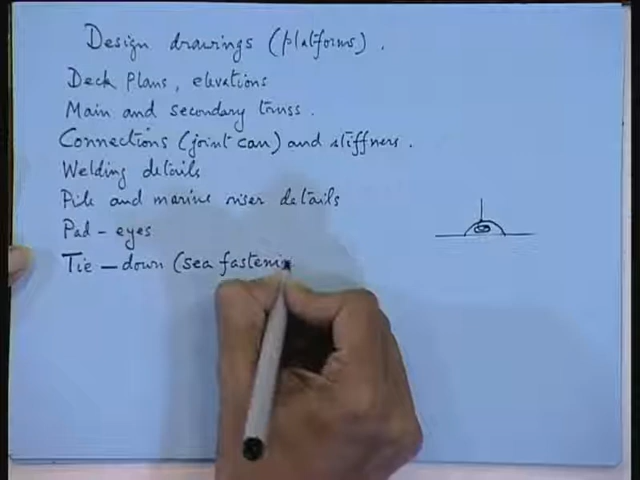 Design drawings (platforms).
Deck Plans, elevations
Main and secondary truss.
Connections (joint can) and stiffners.
Welding details
Pile and marine riser details
Pad-eyes
Tie-down (sea fasteni